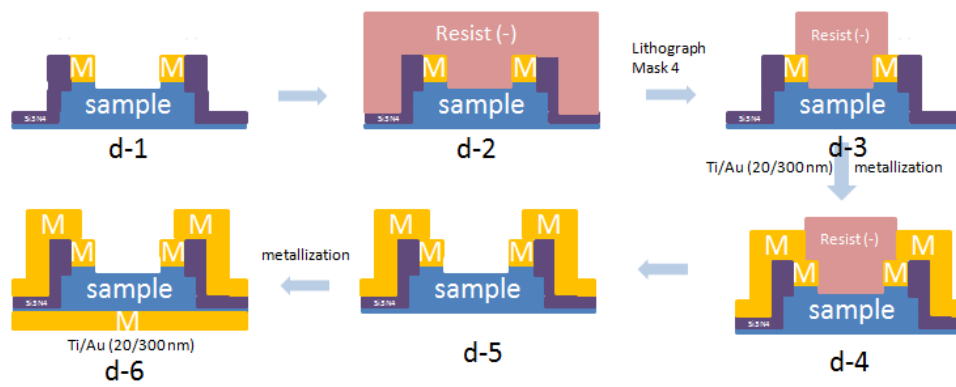 M M
sample
Si3N4
d-1
Resist (-)
M M
sample
Si3N4
d-2
Lithograph
Mask 4
Resist (-)
M M
sample
Si3N4
d-3
Ti/Au (20/300 nm) metallization
M Resist (-) M
M M
sample
Si3N4
d-4
M M
M M
sample
Si3N4
d-5
metallization
M M
M M
sample
Si3N4
M
Ti/Au (20/300 nm)
d-6